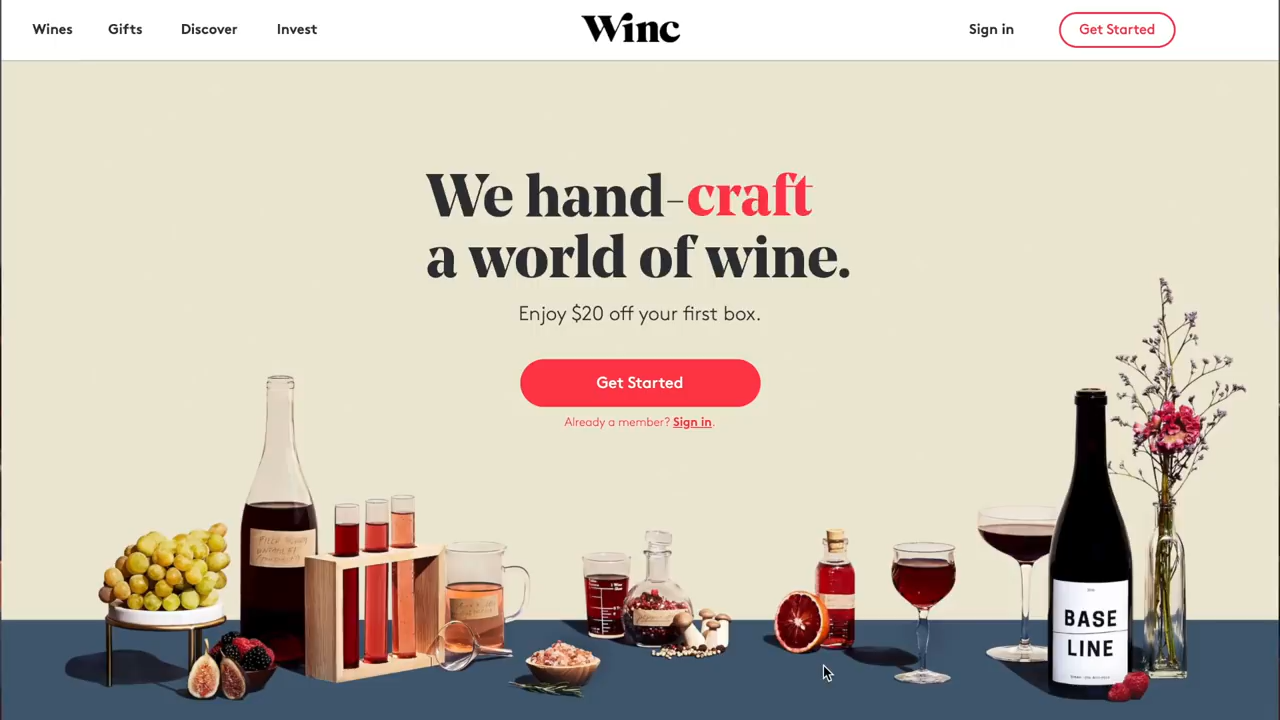 Wines Gifts Discover Invest Winc Sign in Get Started
We hand-craft
a world of wine.
Enjoy $20 off your first box.
Get Started
Already a member? Sign in.
BASE
LINE